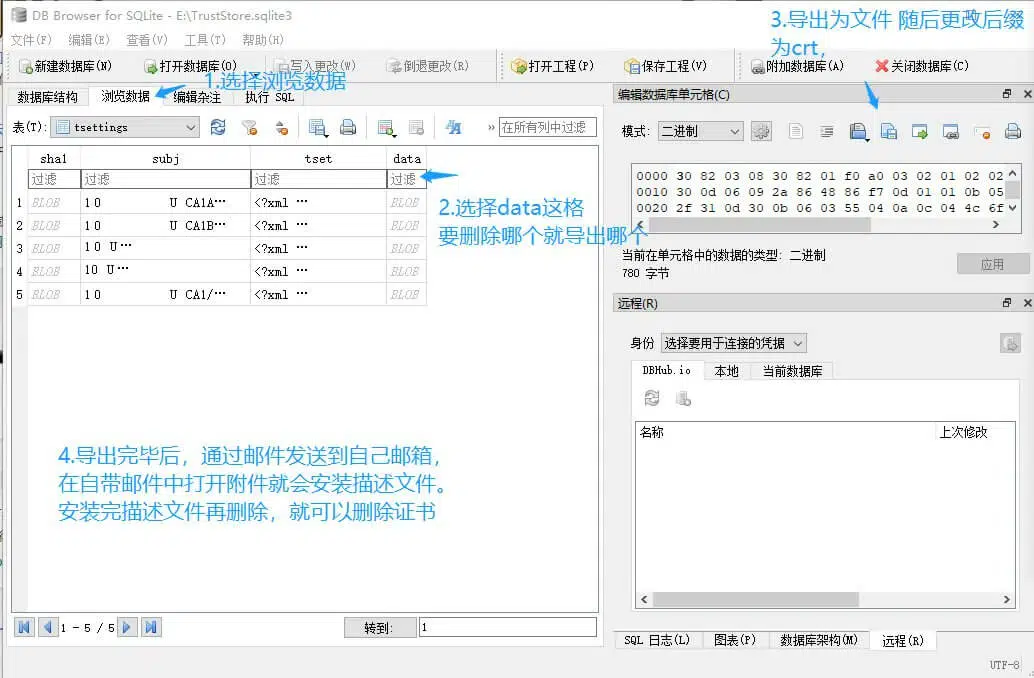 DB Browser for SQLite - E:\TrustStore.sqlite3
文件(F) 编辑(E) 查看(V) 工具(T) 帮助(H)
新建数据库(N) 打开数据库(O) 写入更改(W) 倒退更改(R) 打开工程(P) 保存工程(V) 附加数据库(A) 关闭数据库(C)
3.导出为文件 随后更改后缀
为crt,
1.选择浏览数据
数据库结构 浏览数据 编辑杂注 执行 SQL
表(T): tsettings » 在所有列中过滤
sha1 subj tset data
过滤 过滤 过滤 过滤
1 BLOB 10 U CA1A⋯ <?xml ⋯ BLOB
2 BLOB 10 U CA1B⋯ <?xml ⋯ BLOB
3 BLOB 10 U⋯ <?xml ⋯ BLOB
4 BLOB 10 U⋯ <?xml ⋯ BLOB
5 BLOB 10 U CA1/⋯ <?xml ⋯ BLOB
2.选择data这格
要删除哪个就导出哪个
4.导出完毕后，通过邮件发送到自己邮箱，
在自带邮件中打开附件就会安装描述文件。
安装完描述文件再删除，就可以删除证书
1 - 5 / 5 转到: 1
编辑数据库单元格(C)
模式: 二进制
0000 30 82 03 08 30 82 01 f0 a0 03 02 01 02 02
0010 30 0d 06 09 2a 86 48 86 f7 0d 01 01 0b 05
0020 2f 31 0d 30 0b 06 03 55 04 0a 0c 04 4c 6f
当前在单元格中的数据的类型: 二进制
780 字节
应用
远程(R)
身份 选择要用于连接的凭据
DBHub.io 本地 当前数据库
名称 上次修改
SQL 日志(L) 图表(P) 数据库架构(M) 远程(R)
UTF-8